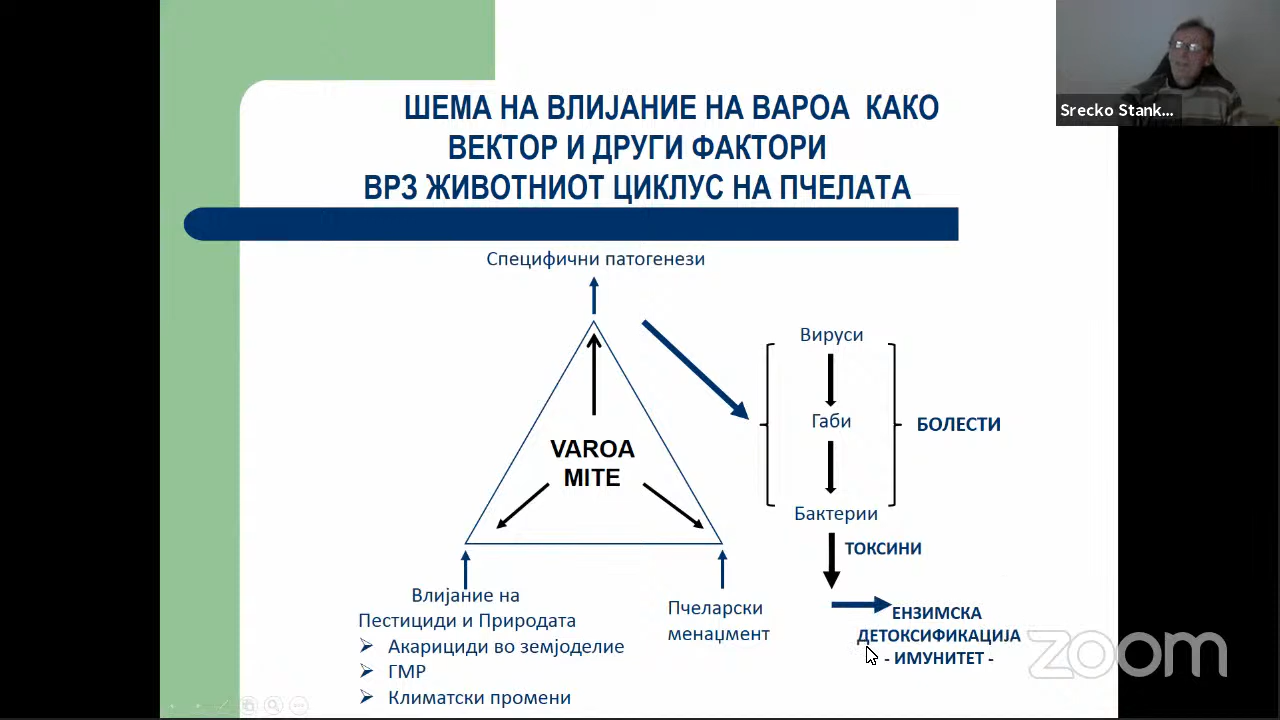 ШЕМА НА ВЛИЈАНИЕ НА ВАРОА КАКО
ВЕКТОР И ДРУГИ ФАКТОРИ
ВРЗ ЖИВОТНИОТ ЦИКЛУС НА ПЧЕЛАТА
Srecko Stank...
Специфични патогенези
VAROA
MITE
Вируси
Габи
Бактерии
БОЛЕСТИ
ТОКСИНИ
ЕНЗИМСКА
ДЕТОКСИФИКАЦИЈА
- ИМУНИТЕТ -
Влијание на
Пестициди и Природата
Акарициди во земјоделие
ГМР
Климатски промени
Пчеларски
менаџмент
zoom